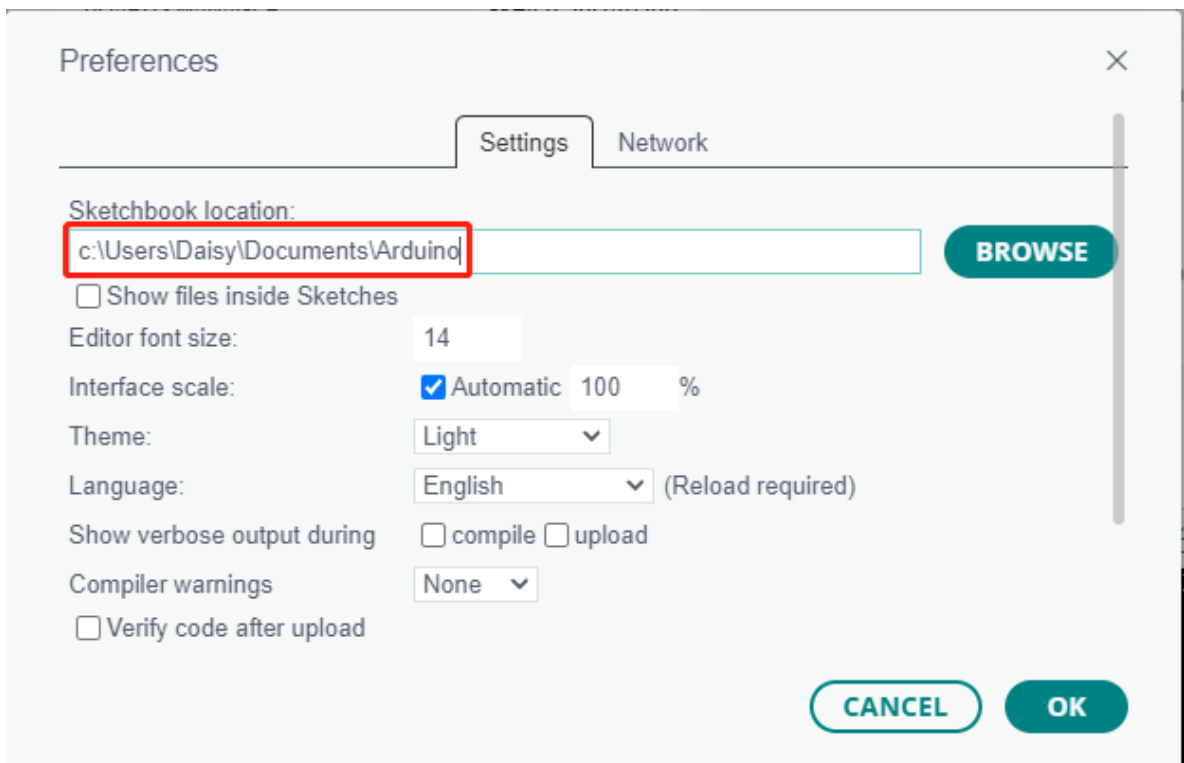 Preferences
Settings Network
Sketchbook location:
c:\Users\Daisy\Documents\Arduino BROWSE
Show files inside Sketches
Editor font size: 14
Interface scale: Automatic 100 %
Theme: Light
Language: English (Reload required)
Show verbose output during compile upload
Compiler warnings None
Verify code after upload
CANCEL OK